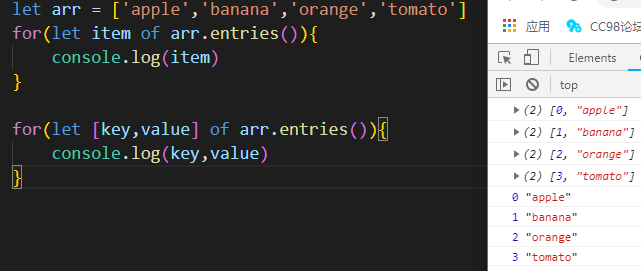 let arr = ['apple','banana','orange','tomato']
for(let item of arr.entries()){
    console.log(item)
}
for(let [key,value] of arr.entries()){
    console.log(key,value)
}
应用 CC98论坛
Elements
top
▶ (2) [0, "apple"]
▶ (2) [1, "banana"]
▶ (2) [2, "orange"]
▶ (2) [3, "tomato"]
0 "apple"
1 "banana"
2 "orange"
3 "tomato"